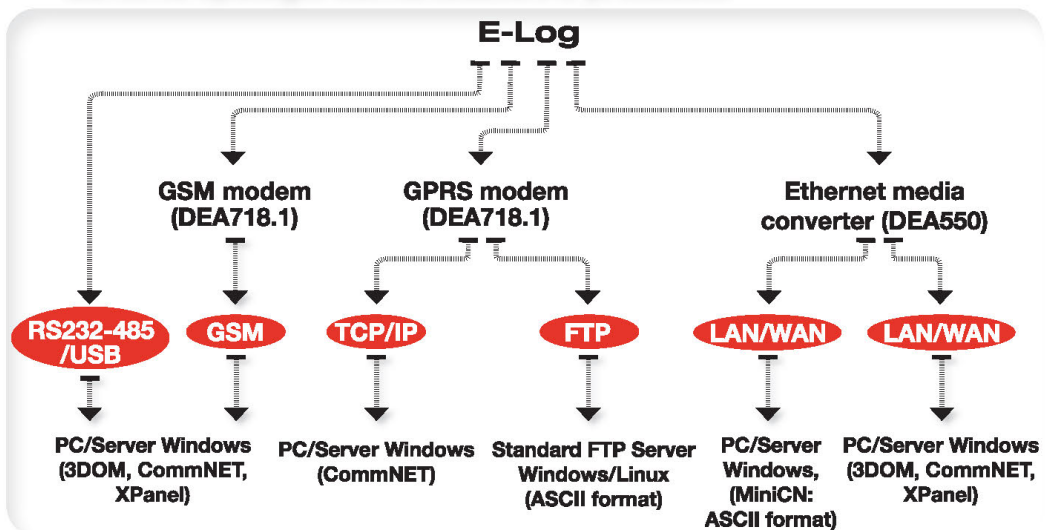 E-Log
GSM modem
(DEA718.1)
GPRS modem
(DEA718.1)
Ethernet media
converter (DEA550)
RS232-485
/USB
GSM
TCP/IP
FTP
LAN/WAN
LAN/WAN
PC/Server Windows
(3DOM, CommNET,
XPanel)
PC/Server Windows
(CommNET)
Standard FTP Server
Windows/Linux
(ASCII format)
PC/Server
Windows,
(MiniCN:
ASCII format)
PC/Server Windows
(3DOM, CommNET,
XPanel)